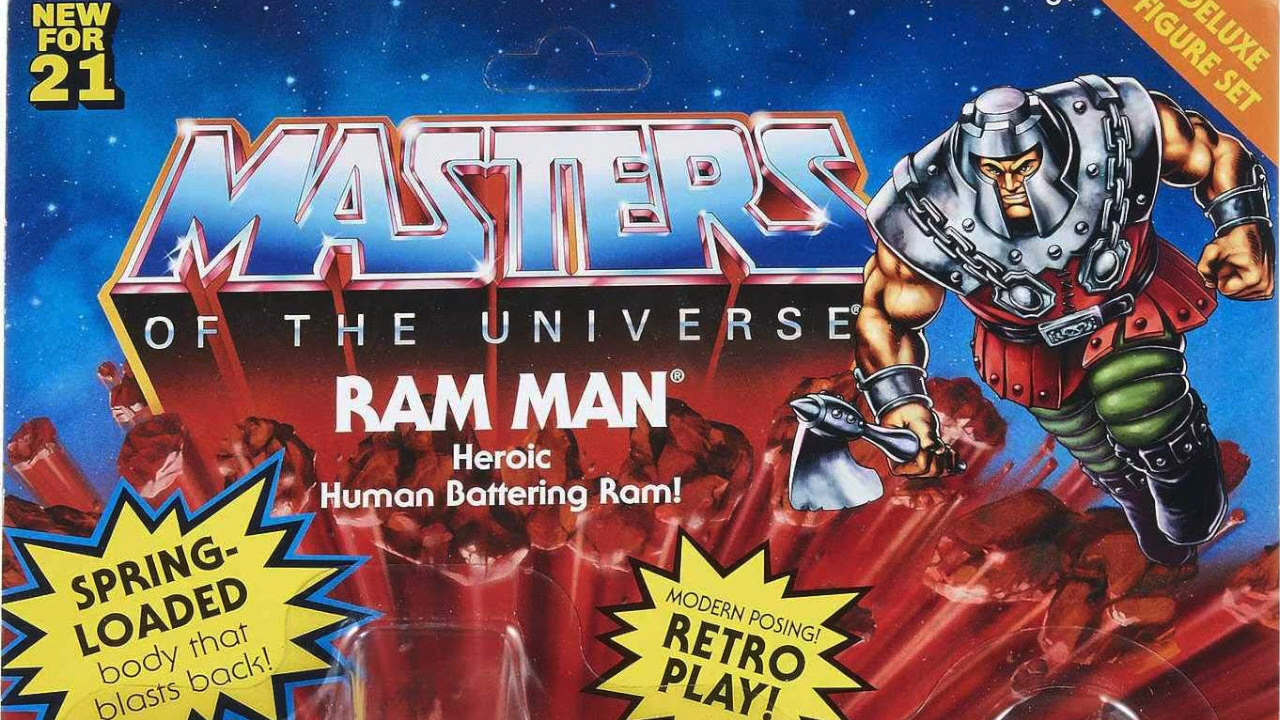 NEW
FOR
21
DELUXE
FIGURE SET
MASTERS
OF THE UNIVERSE®
RAM MAN®
Heroic
Human Battering Ram!
SPRING-
LOADED
body that
blasts back!
MODERN POSING!
RETRO
PLAY!